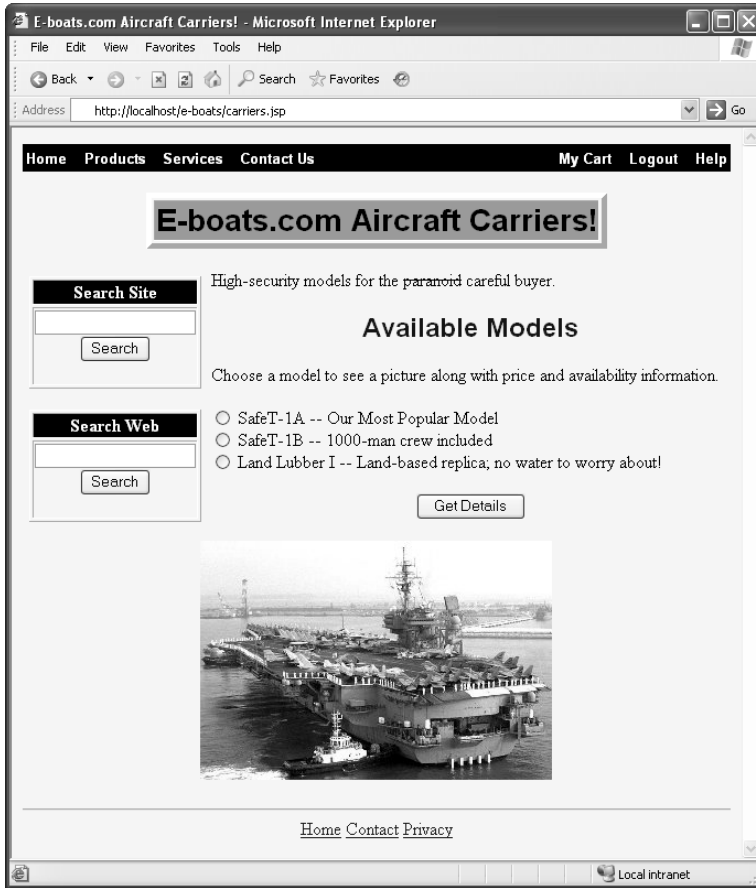 E-boats.com Aircraft Carriers! - Microsoft Internet Explorer
File Edit View Favorites Tools Help
Back Search Favorites
Address http://localhost/e-boats/carriers.jsp Go
Home Products Services Contact Us My Cart Logout Help
E-boats.com Aircraft Carriers!
High-security models for the paranoid careful buyer.
Search Site
Search
Available Models
Choose a model to see a picture along with price and availability information.
Search Web
Search
SafeT-1A -- Our Most Popular Model
SafeT-1B -- 1000-man crew included
Land Lubber I -- Land-based replica; no water to worry about!
Get Details
Home Contact Privacy
Local intranet